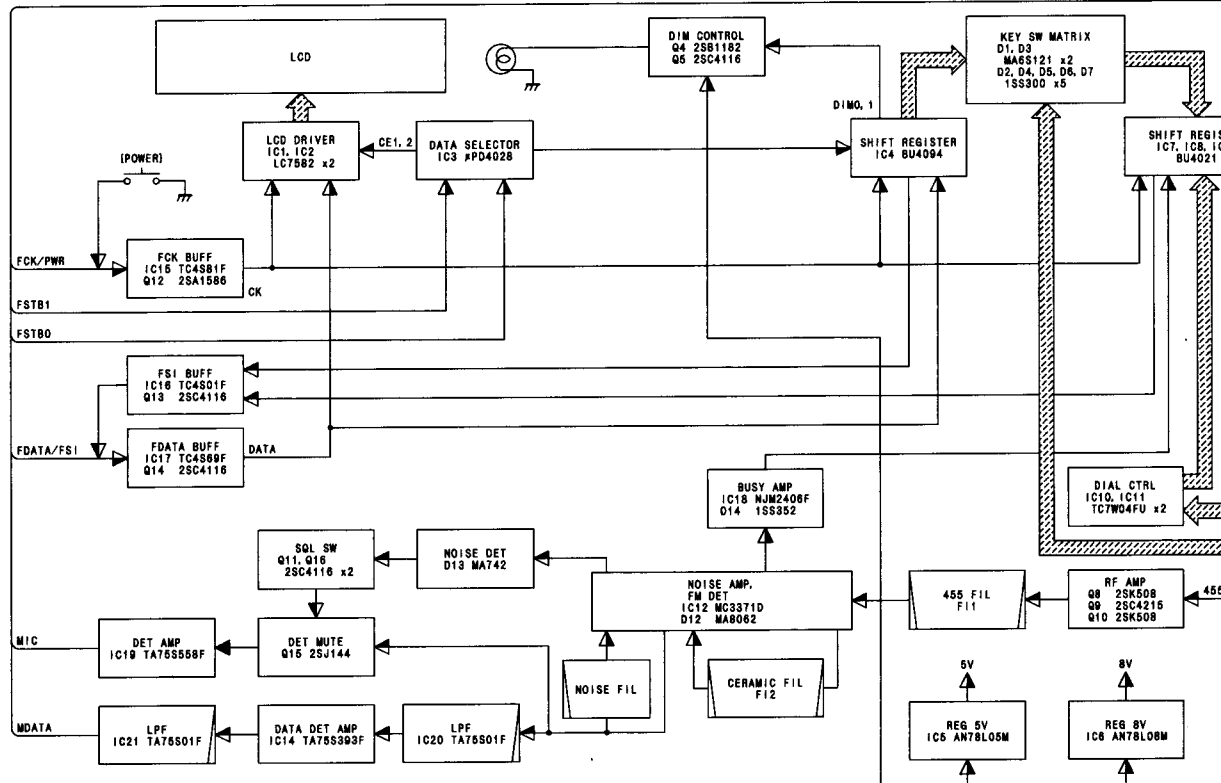 LCD
DIM CONTROL
Q4 2SB1182
Q5 2SC4116
KEY SW MATRIX
D1, D3
MA6S121 x2
D2, D4, D5, D6, D7
1SS300 x5
DIM0, 1
LCD DRIVER
IC1, IC2
LC7582 x2
CE1, 2
DATA SELECTOR
IC3 μPD4028
SHIFT REGISTER
IC4 BU4094
SHIFT REGIS
IC7, IC8, IC
BU4021
[POWER]
FCK/PWR
FCK BUFF
IC15 TC4S81F
Q12 2SA1586
CK
FSTB1
FSTB0
FSI BUFF
IC16 TC4S01F
Q13 2SC4116
FDATA/FSI
FDATA BUFF
IC17 TC4S69F
Q14 2SC4116
DATA
BUSY AMP
IC18 NJM2406F
D14 1SS352
DIAL CTRL
IC10, IC11
TC7W04FU x2
SQL SW
Q11, Q16
2SC4116 x2
NOISE DET
D13 MA742
NOISE AMP,
FM DET
IC12 MC3371D
D12 MA8062
455 FIL
FI1
RF AMP
Q8 2SK508
Q9 2SC4215
Q10 2SK508
455
MIC
DET AMP
IC19 TA75S558F
DET MUTE
Q15 2SJ144
NOISE FIL
CERAMIC FIL
FI2
5V
8V
MDATA
LPF
IC21 TA75S01F
DATA DET AMP
IC14 TA75S393F
LPF
IC20 TA75S01F
REG 5V
IC5 AN78L05M
REG 8V
IC6 AN78L08M